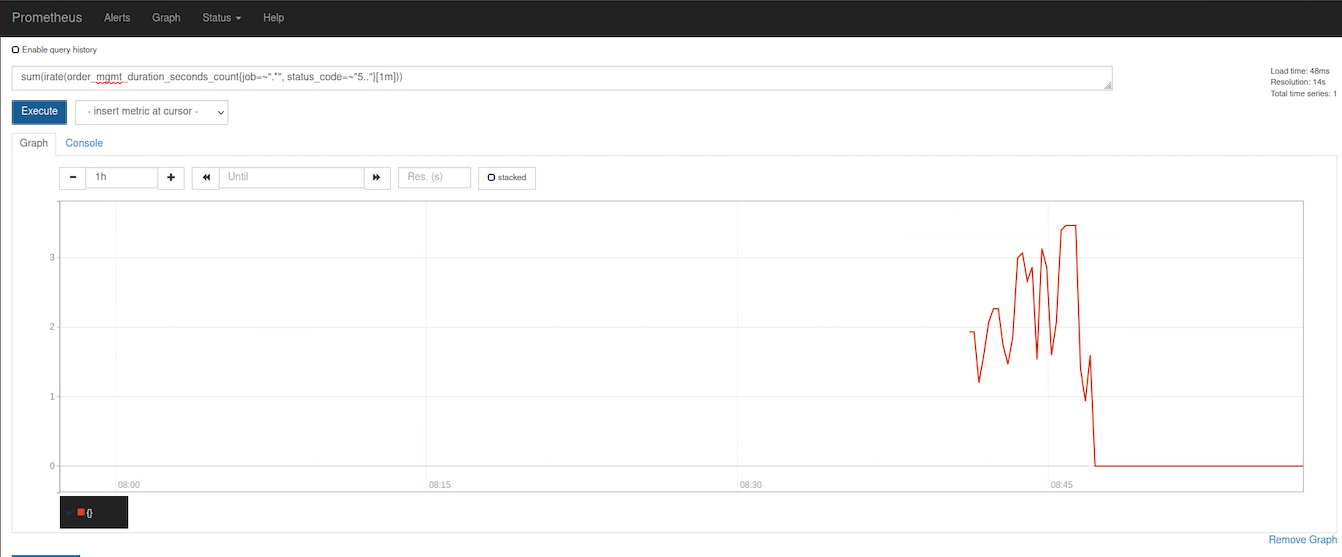 Prometheus Alerts Graph Status Help
Enable query history
sum(irate(order_mgmt_duration_seconds_count{job=~".*", status_code=~"5.."}[1m]))
Load time: 48ms
Resolution: 14s
Total time series: 1
Execute - insert metric at cursor -
Graph Console
1h Until Res. (s) stacked
3
2
1
0
08:00 08:15 08:30 08:45
{}
Remove Graph